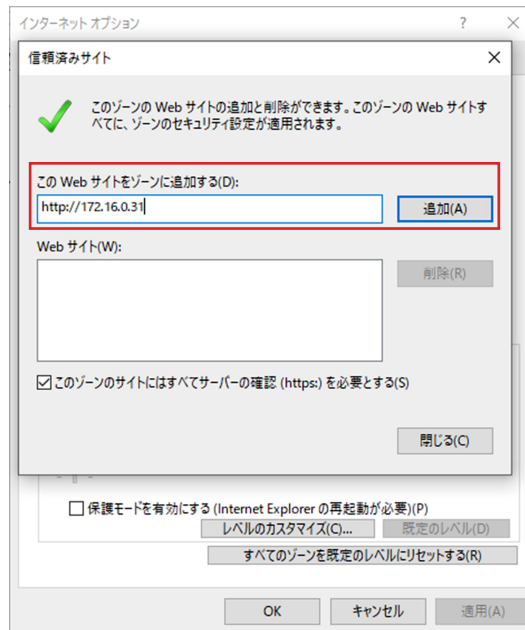 インターネット オプション
?
信頼済みサイト
このゾーンの Web サイトの追加と削除ができます。このゾーンの Web サイトす
べてに、ゾーンのセキュリティ設定が適用されます。
この Web サイトをゾーンに追加する(D):
http://172.16.0.31
追加(A)
Web サイト(W):
削除(R)
このゾーンのサイトにはすべてサーバーの確認 (https:) を必要とする(S)
閉じる(C)
保護モードを有効にする (Internet Explorer の再起動が必要)(P)
レベルのカスタマイズ(C)...
既定のレベル(D)
すべてのゾーンを既定のレベルにリセットする(R)
OK
キャンセル
適用(A)